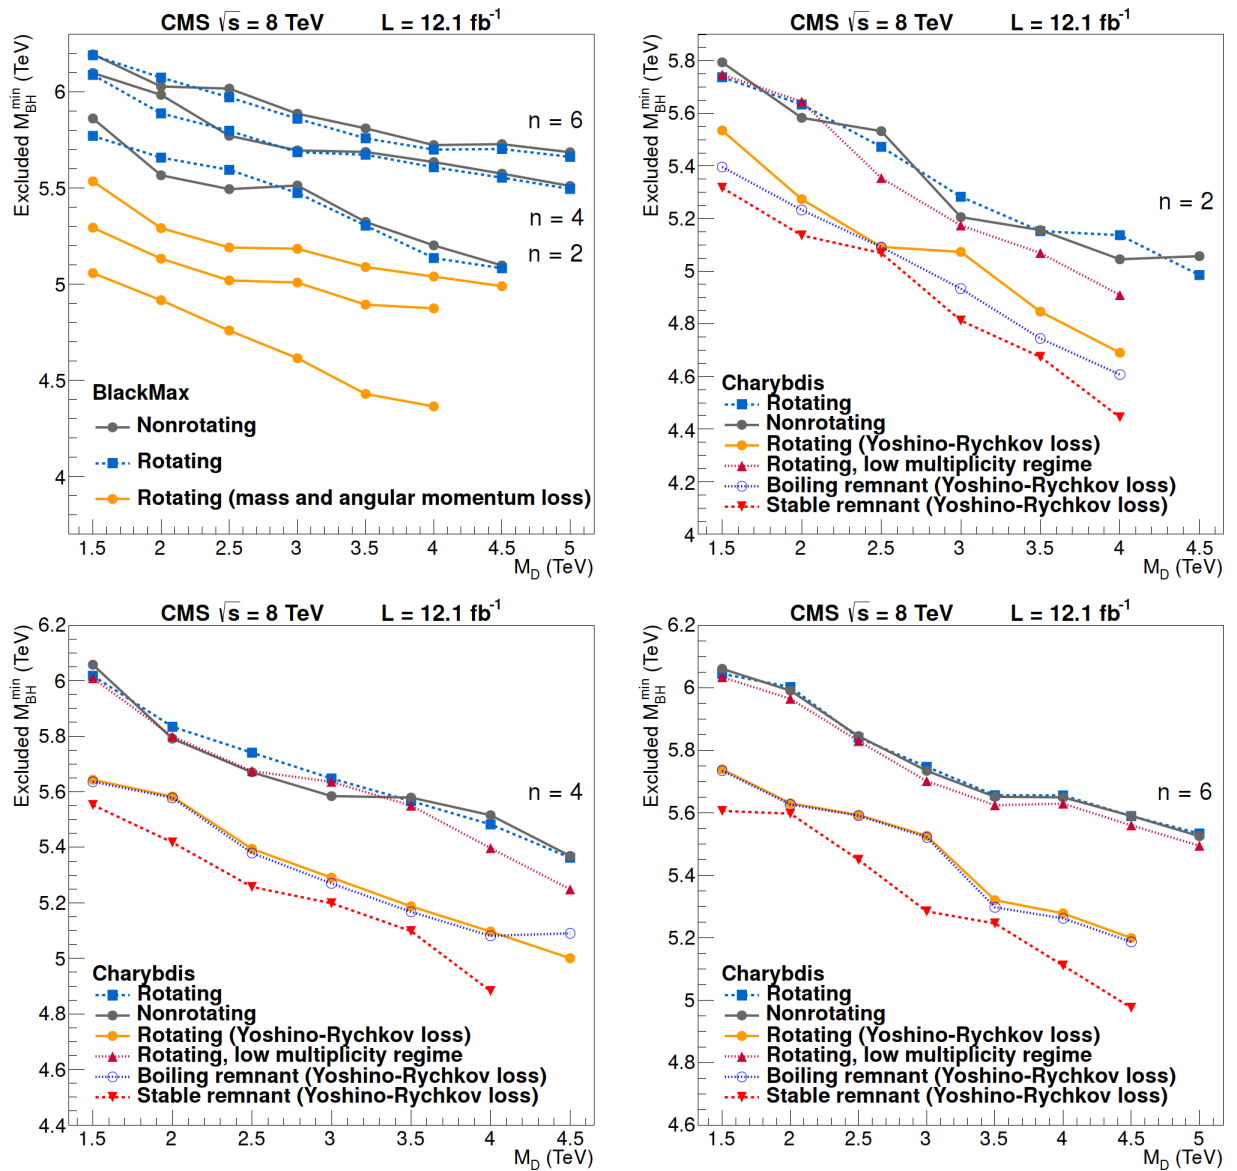 CMS √s = 8 TeV L = 12.1 fb⁻¹
Excluded M_BH^min (TeV)
6
5.5
5
4.5
4
n = 6
n = 4
n = 2
BlackMax
Nonrotating
Rotating
Rotating (mass and angular momentum loss)
1.5 2 2.5 3 3.5 4 4.5 5
M_D (TeV)
CMS √s = 8 TeV L = 12.1 fb⁻¹
Excluded M_BH^min (TeV)
5.8
5.6
5.4
5.2
5
4.8
4.6
4.4
4.2
4
n = 2
Charybdis
Rotating
Nonrotating
Rotating (Yoshino-Rychkov loss)
Rotating, low multiplicity regime
Boiling remnant (Yoshino-Rychkov loss)
Stable remnant (Yoshino-Rychkov loss)
1.5 2 2.5 3 3.5 4 4.5
M_D (TeV)
CMS √s = 8 TeV L = 12.1 fb⁻¹
Excluded M_BH^min (TeV)
6.2
6
5.8
5.6
5.4
5.2
5
4.8
4.6
4.4
n = 4
Charybdis
Rotating
Nonrotating
Rotating (Yoshino-Rychkov loss)
Rotating, low multiplicity regime
Boiling remnant (Yoshino-Rychkov loss)
Stable remnant (Yoshino-Rychkov loss)
1.5 2 2.5 3 3.5 4 4.5
M_D (TeV)
CMS √s = 8 TeV L = 12.1 fb⁻¹
Excluded M_BH^min (TeV)
6.2
6
5.8
5.6
5.4
5.2
5
4.8
4.6
n = 6
Charybdis
Rotating
Nonrotating
Rotating (Yoshino-Rychkov loss)
Rotating, low multiplicity regime
Boiling remnant (Yoshino-Rychkov loss)
Stable remnant (Yoshino-Rychkov loss)
1.5 2 2.5 3 3.5 4 4.5 5
M_D (TeV)